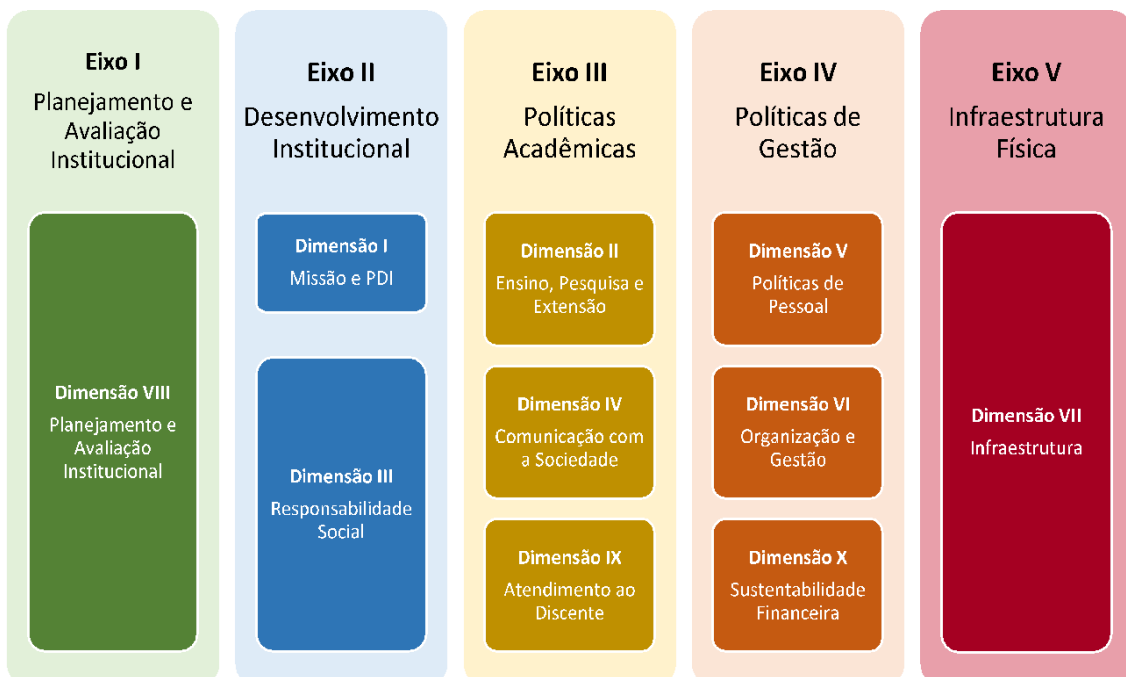 Eixo I
Planejamento e
Avaliação
Institucional
Dimensão VIII
Planejamento e
Avaliação
Institucional
Eixo II
Desenvolvimento
Institucional
Dimensão I
Missão e PDI
Dimensão III
Responsabilidade
Social
Eixo III
Políticas
Acadêmicas
Dimensão II
Ensino, Pesquisa e
Extensão
Dimensão IV
Comunicação com
a Sociedade
Dimensão IX
Atendimento ao
Discente
Eixo IV
Políticas de
Gestão
Dimensão V
Políticas de
Pessoal
Dimensão VI
Organização e
Gestão
Dimensão X
Sustentabilidade
Financeira
Eixo V
Infraestrutura
Física
Dimensão VII
Infraestrutura